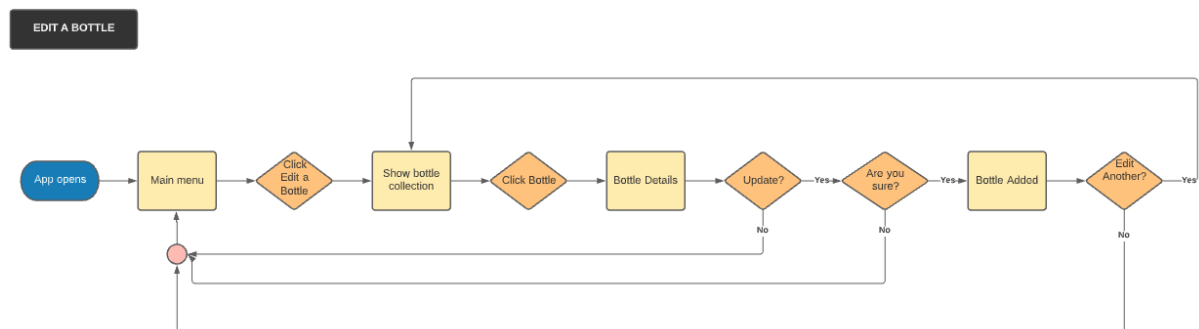 EDIT A BOTTLE
App opens
Main menu
Click
Edit a
Bottle
Show bottle
collection
Click Bottle
Bottle Details
Update?
Yes
Are you
sure?
Yes
Bottle Added
Edit
Another?
Yes
No
No
No